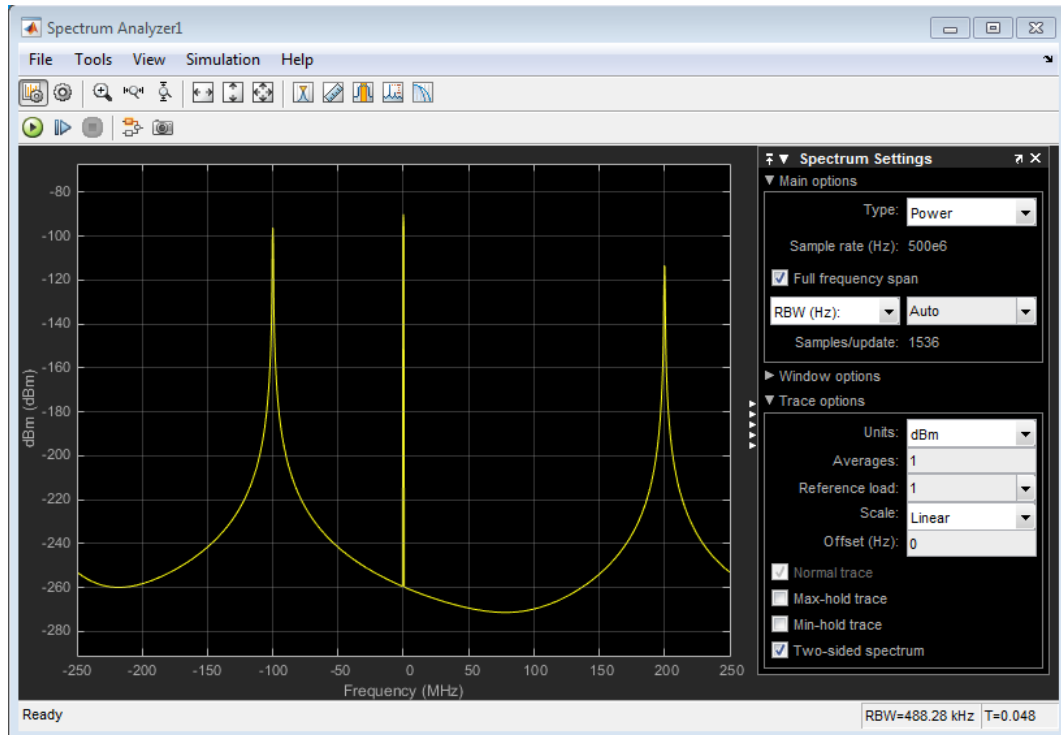 Spectrum Analyzer1
File Tools View Simulation Help
dBm (dBm)
-80
-100
-120
-140
-160
-180
-200
-220
-240
-260
-280
-250 -200 -150 -100 -50 0 50 100 150 200 250
Frequency (MHz)
Spectrum Settings
Main options
Type: Power
Sample rate (Hz): 500e6
Full frequency span
RBW (Hz): Auto
Samples/update: 1536
Window options
Trace options
Units: dBm
Averages: 1
Reference load: 1
Scale: Linear
Offset (Hz): 0
Normal trace
Max-hold trace
Min-hold trace
Two-sided spectrum
Ready RBW=488.28 kHz T=0.048